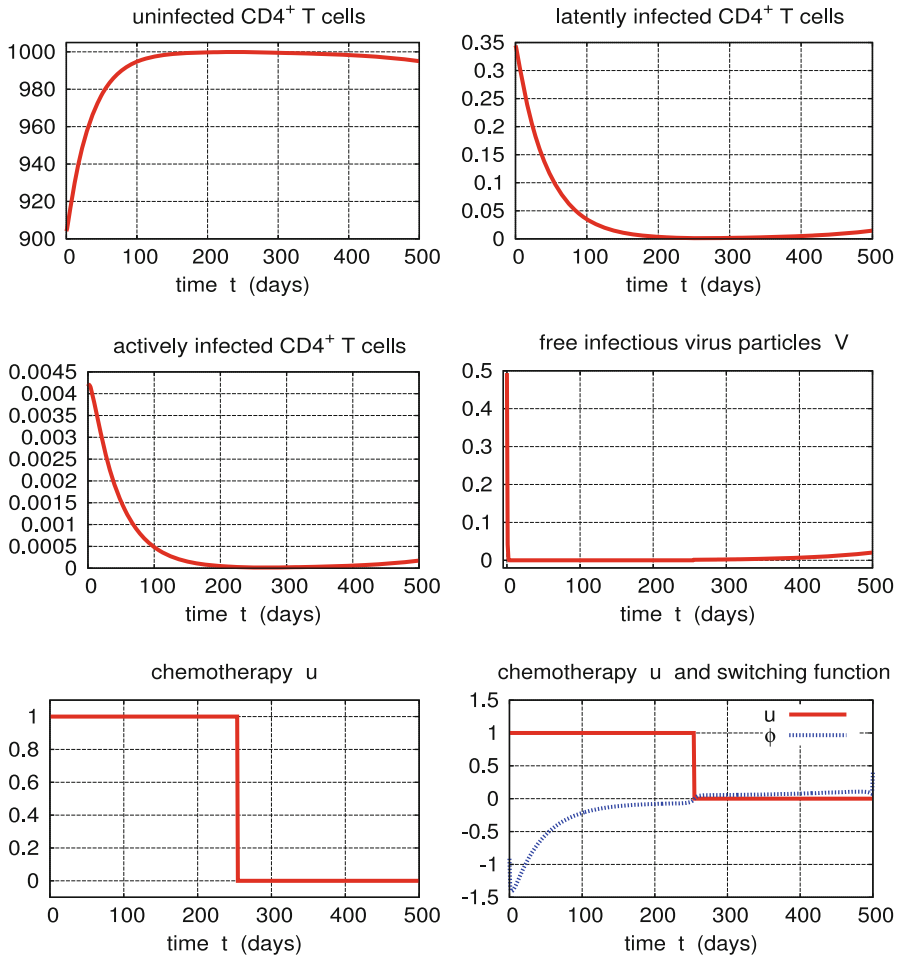 uninfected CD4⁺ T cells
1000
980
960
940
920
900
0 100 200 300 400 500
time t (days)
latently infected CD4⁺ T cells
0.35
0.3
0.25
0.2
0.15
0.1
0.05
0
0 100 200 300 400 500
time t (days)
actively infected CD4⁺ T cells
0.0045
0.004
0.0035
0.003
0.0025
0.002
0.0015
0.001
0.0005
0
0 100 200 300 400 500
time t (days)
free infectious virus particles V
0.5
0.4
0.3
0.2
0.1
0
0 100 200 300 400 500
time t (days)
chemotherapy u
1
0.8
0.6
0.4
0.2
0
0 100 200 300 400 500
time t (days)
chemotherapy u and switching function
1.5
1
0.5
0
-0.5
-1
-1.5
u
ϕ
0 100 200 300 400 500
time t (days)